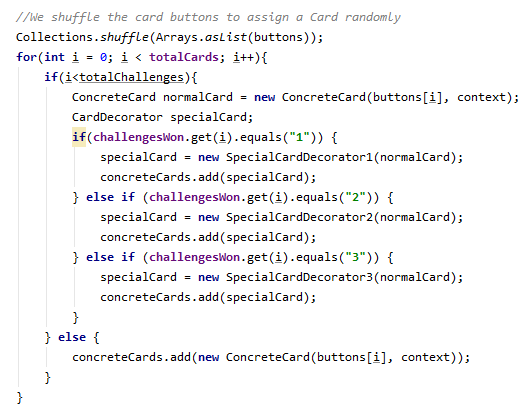 //We shuffle the card buttons to assign a Card randomly
Collections.shuffle(Arrays.asList(buttons));
for(int i = 0; i < totalCards; i++){
    if(i<totalChallenges){
        ConcreteCard normalCard = new ConcreteCard(buttons[i], context);
        CardDecorator specialCard;
        if(challengesWon.get(i).equals("1")) {
            specialCard = new SpecialCardDecorator1(normalCard);
            concreteCards.add(specialCard);
        } else if (challengesWon.get(i).equals("2")) {
            specialCard = new SpecialCardDecorator2(normalCard);
            concreteCards.add(specialCard);
        } else if (challengesWon.get(i).equals("3")) {
            specialCard = new SpecialCardDecorator3(normalCard);
            concreteCards.add(specialCard);
        }
    } else {
        concreteCards.add(new ConcreteCard(buttons[i], context));
    }
}